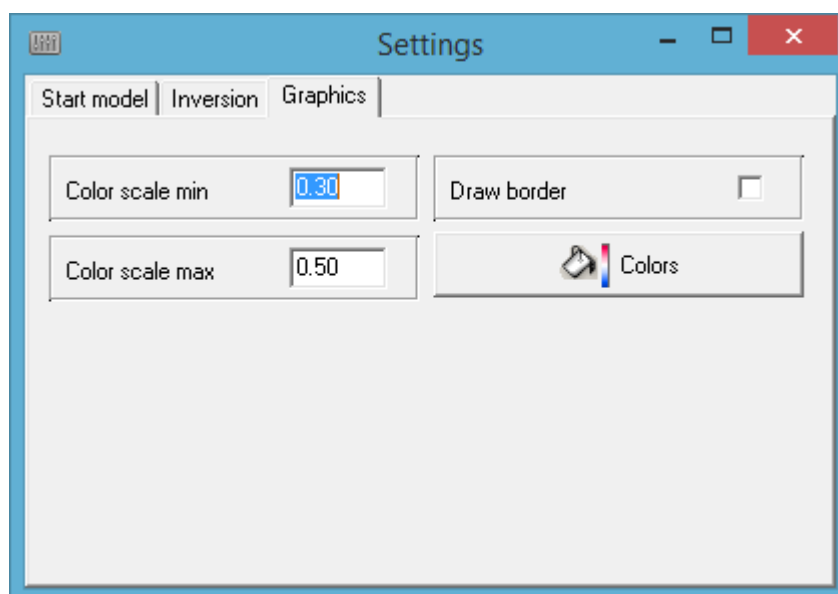 Settings
Start model Inversion Graphics
Color scale min 0.30 Draw border
Color scale max 0.50 Colors